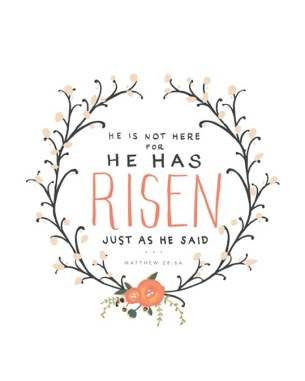 HE IS NOT HERE
FOR
HE HAS
RISEN
JUST AS HE SAID
...
MATTHEW 28:6A